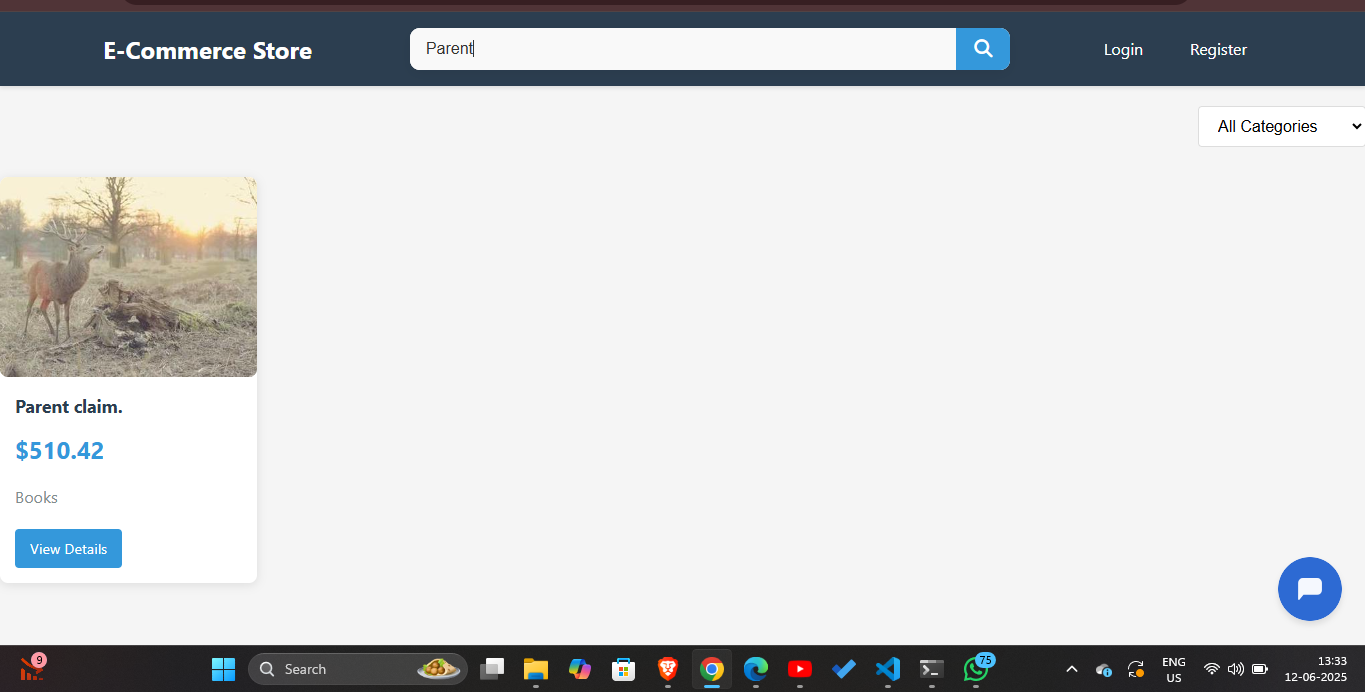 E-Commerce Store
Parent
Login
Register
All Categories
Parent claim.
$510.42
Books
View Details
9
Search
75
ENG
US
13:33
12-06-2025